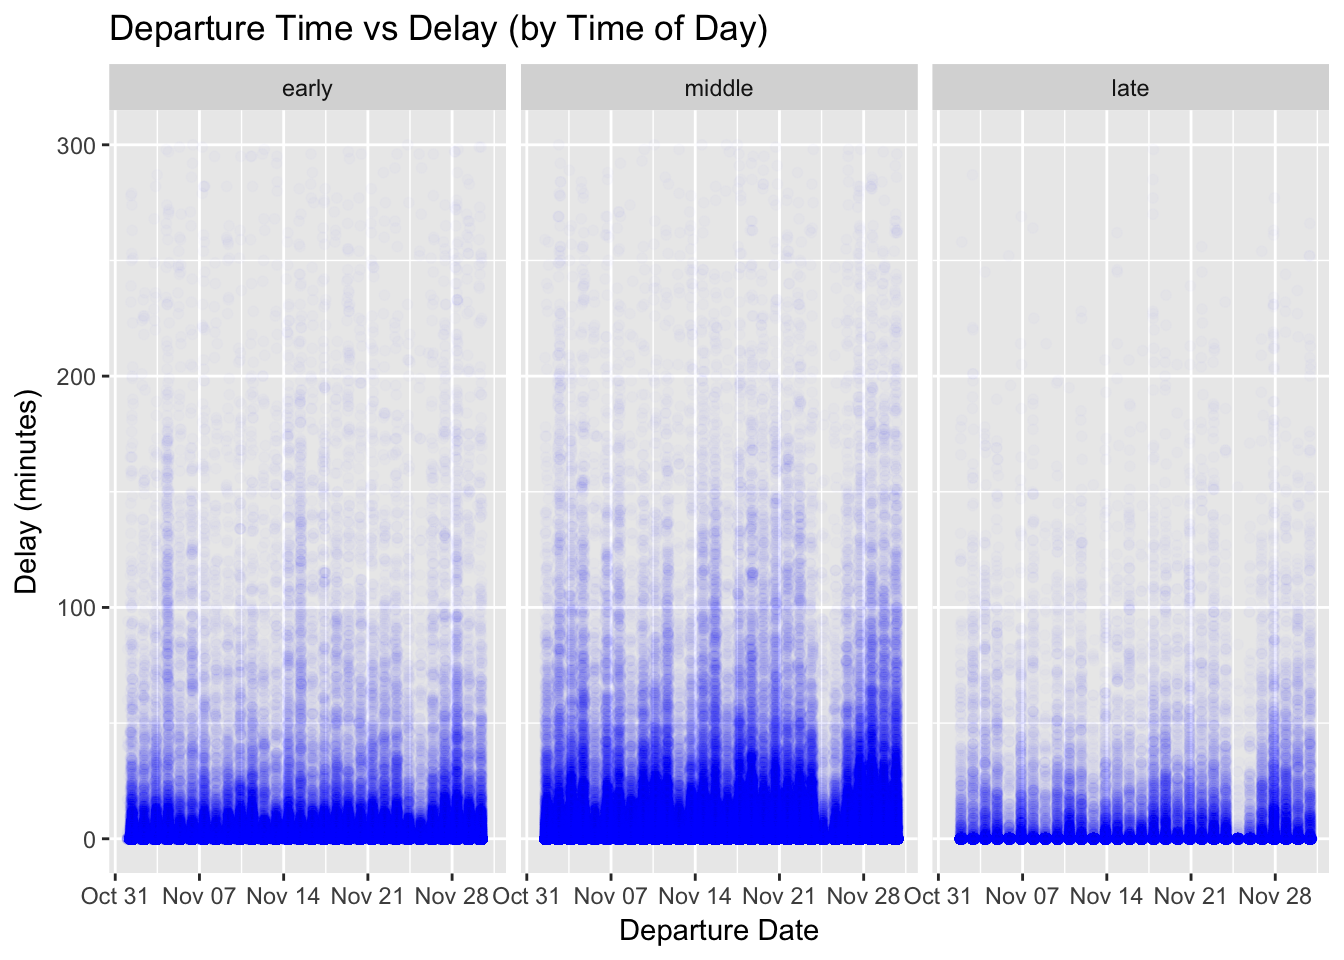 Departure Time vs Delay (by Time of Day)
early middle late
300
200
100
0
Delay (minutes)
Oct 31 Nov 07 Nov 14 Nov 21 Nov 28 Oct 31 Nov 07 Nov 14 Nov 21 Nov 28 Oct 31 Nov 07 Nov 14 Nov 21 Nov 28
Departure Date